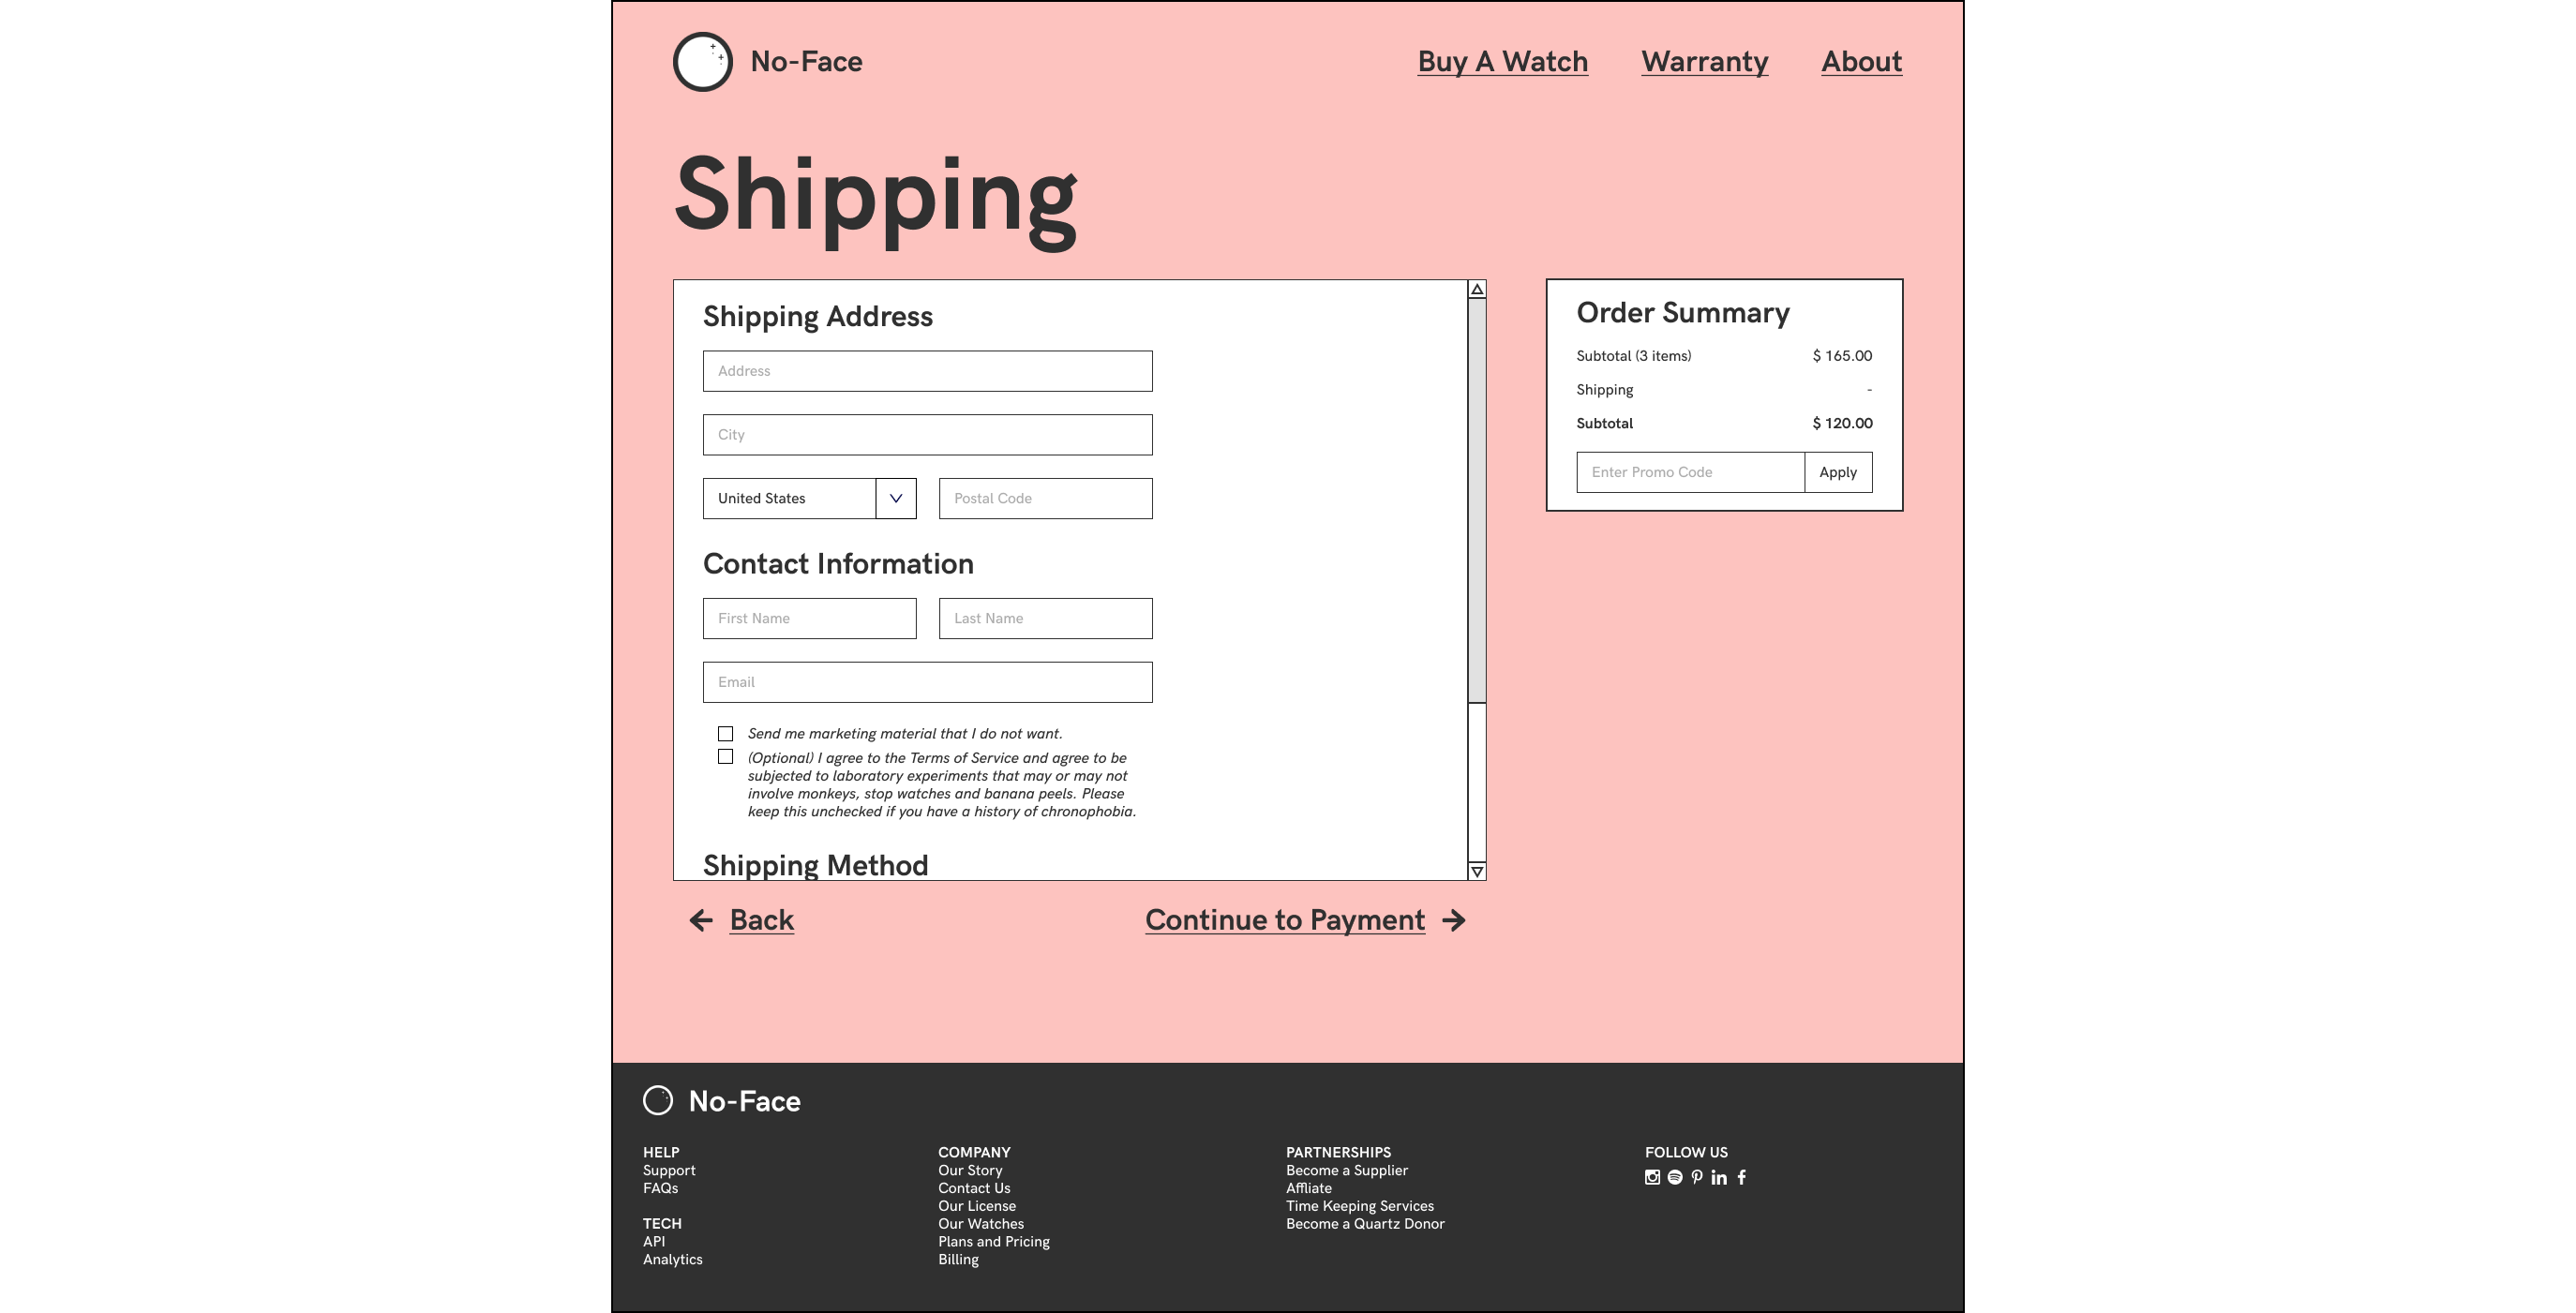 No-Face
Buy A Watch
Warranty
About
Shipping
Shipping Address
Address
City
United States
Postal Code
Contact Information
First Name
Last Name
Email
Send me marketing material that I do not want.
(Optional) I agree to the Terms of Service and agree to be
subjected to laboratory experiments that may or may not
involve monkeys, stop watches and banana peels. Please
keep this unchecked if you have a history of chronophobia.
Shipping Method
Order Summary
Subtotal (3 items) $ 165.00
Shipping -
Subtotal $ 120.00
Enter Promo Code
Apply
Back
Continue to Payment
No-Face
HELP
Support
FAQs
TECH
API
Analytics
COMPANY
Our Story
Contact Us
Our License
Our Watches
Plans and Pricing
Billing
PARTNERSHIPS
Become a Supplier
Affliate
Time Keeping Services
Become a Quartz Donor
FOLLOW US